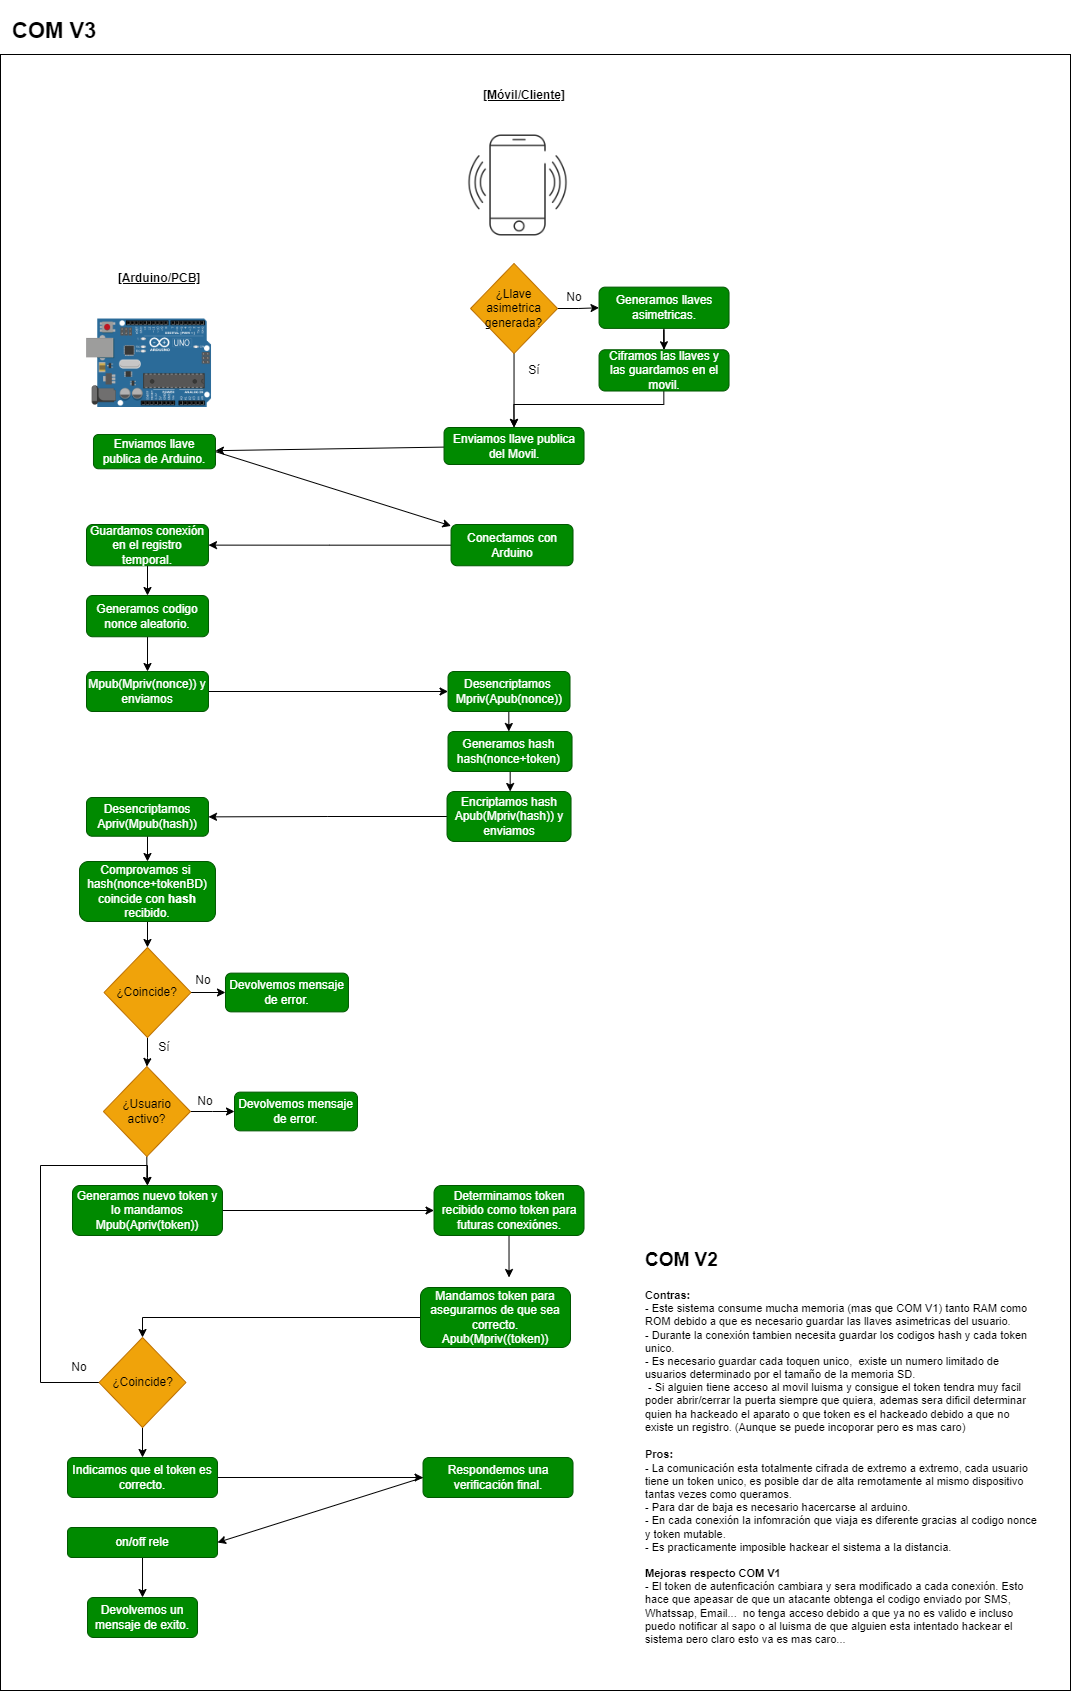 COM V3
[Móvil/Cliente]
[Arduino/PCB]
UNO
ARDUINO
¿Llave
asimetrica
generada?
No
Generamos llaves
asimetricas.
Ciframos las llaves y
las guardamos en el
movil.
Sí
Enviamos llave
publica de Arduino.
Enviamos llave publica
del Movil.
Guardamos conexión
en el registro
temporal.
Conectamos con
Arduino
Generamos codigo
nonce aleatorio.
Mpub(Mpriv(nonce)) y
enviamos
Desencriptamos
Mpriv(Apub(nonce))
Generamos hash
hash(nonce+token)
Encriptamos hash
Apub(Mpriv(hash)) y
enviamos
Desencriptamos
Apriv(Mpub(hash))
Comprovamos si
hash(nonce+tokenBD)
coincide con hash
recibido.
¿Coincide?
No
Devolvemos mensaje
de error.
Sí
¿Usuario
activo?
No
Devolvemos mensaje
de error.
Generamos nuevo token y
lo mandamos
Mpub(Apriv(token))
Determinamos token
recibido como token para
futuras conexiónes.
Mandamos token para
asegurarnos de que sea
correcto.
Apub(Mpriv((token))
No
¿Coincide?
Indicamos que el token es
correcto.
Respondemos una
verificación final.
on/off rele
Devolvemos un
mensaje de exito.
COM V2
Contras:
- Este sistema consume mucha memoria (mas que COM V1) tanto RAM como
ROM debido a que es necesario guardar las llaves asimetricas del usuario.
- Durante la conexión tambien necesita guardar los codigos hash y cada token
unico.
- Es necesario guardar cada toquen unico,  existe un numero limitado de
usuarios determinado por el tamaño de la memoria SD.
- Si alguien tiene acceso al movil luisma y consigue el token tendra muy facil
poder abrir/cerrar la puerta siempre que quiera, ademas sera dificil determinar
quien ha hackeado el aparato o que token es el hackeado debido a que no
existe un registro. (Aunque se puede incoporar pero es mas caro)
Pros:
- La comunicación esta totalmente cifrada de extremo a extremo, cada usuario
tiene un token unico, es posible dar de alta remotamente al mismo dispositivo
tantas veces como queramos.
- Para dar de baja es necesario hacercarse al arduino.
- En cada conexión la infomración que viaja es diferente gracias al codigo nonce
y token mutable.
- Es practicamente imposible hackear el sistema a la distancia.
Mejoras respecto COM V1
- El token de autenficación cambiara y sera modificado a cada conexión. Esto
hace que apeasar de que un atacante obtenga el codigo enviado por SMS,
Whatssap, Email...  no tenga acceso debido a que ya no es valido e incluso
puedo notificar al sapo o al luisma de que alguien esta intentado hackear el
sistema pero claro esto ya es mas caro...